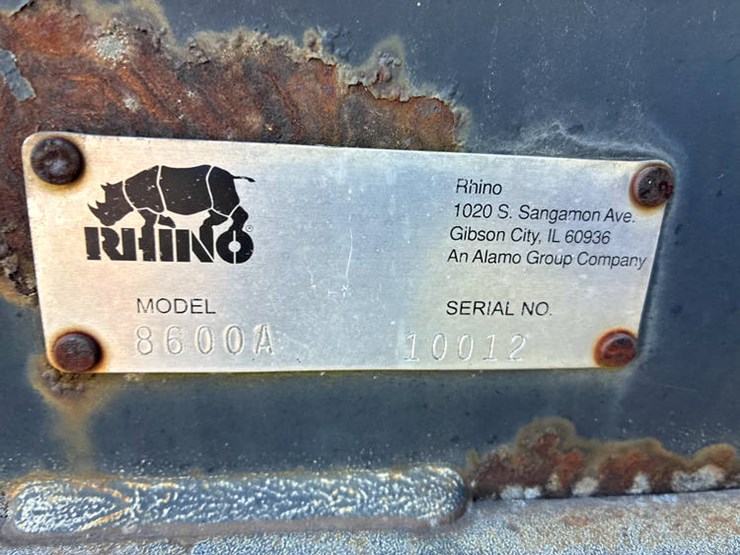 RHINO®
Rhino
1020 S. Sangamon Ave.
Gibson City, IL 60936
An Alamo Group Company
MODEL
8600A
SERIAL NO.
10012